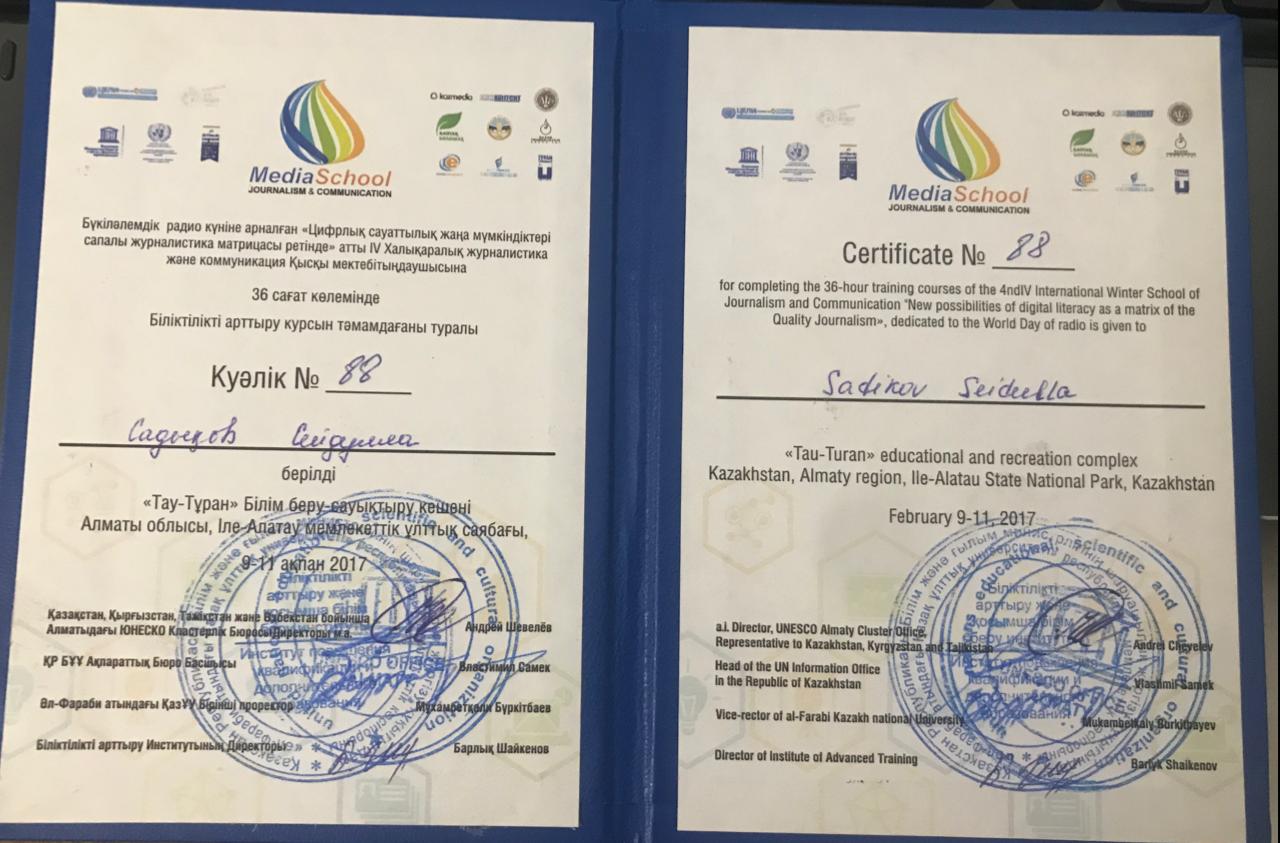 MediaSchool
JOURNALISM & COMMUNICATION
kazmedia
Бүкіләлемдік радио күніне арналған «Цифрлық сауаттылық жаңа мүмкіндіктері
сапалы журналистика матрицасы ретінде» атты IV Халықаралық журналистика
және коммуникация Қысқы мектебітыңдаушысына
36 сағат көлемінде
Біліктілікті арттыру курсын тәмамдағаны туралы
Куәлік № 88
Садықов Сейдулла
берілді
«Тау-Тұран» Білім беру-сауықтыру кешені
Алматы облысы, Іле-Алатау мемлекеттік ұлттық саябағы,
9-11 ақпан 2017
Қазақстан, Қырғызстан, Тәжікстан және Өзбекстан бойынша
Алматыдағы ЮНЕСКО Кластерлік БюросыДиректоры м.а.
Андрей Шевелёв
ҚР БҰҰ Ақпараттық Бюро Басшысы
Властимил Самек
Әл-Фараби атындағы ҚазҰУ Бірінші проректор
Мұхамбетқали Бүркітбаев
Біліктілікті арттыру Институтының Директоры
Барлық Шайкенов
MediaSchool
JOURNALISM & COMMUNICATION
kazmedia
Certificate № 88
for completing the 36-hour training courses of the 4ndIV International Winter School of
Journalism and Communication "New possibilities of digital literacy as a matrix of the
Quality Journalism», dedicated to the World Day of radio is given to
Sadikov Seidulla
«Tau-Turan» educational and recreation complex
Kazakhstan, Almaty region, Ile-Alatau State National Park, Kazakhstan
February 9-11, 2017
a.i. Director, UNESCO Almaty Cluster Office,
Representative to Kazakhstan, Kyrgyzstan and Tajikistan
Andrei Chevelev
Head of the UN Information Office
in the Republic of Kazakhstan
Vlastimil Samek
Vice-rector of al-Farabi Kazakh national University
Mukambetkaly Burkitbayev
Director of Institute of Advanced Training
Barlyk Shaikenov